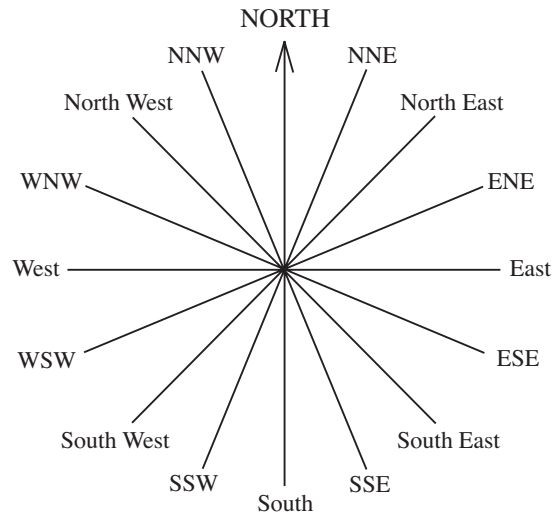 NORTH
NNW
NNE
North West
North East
WNW
ENE
West
East
WSW
ESE
South West
South East
SSW
SSE
South